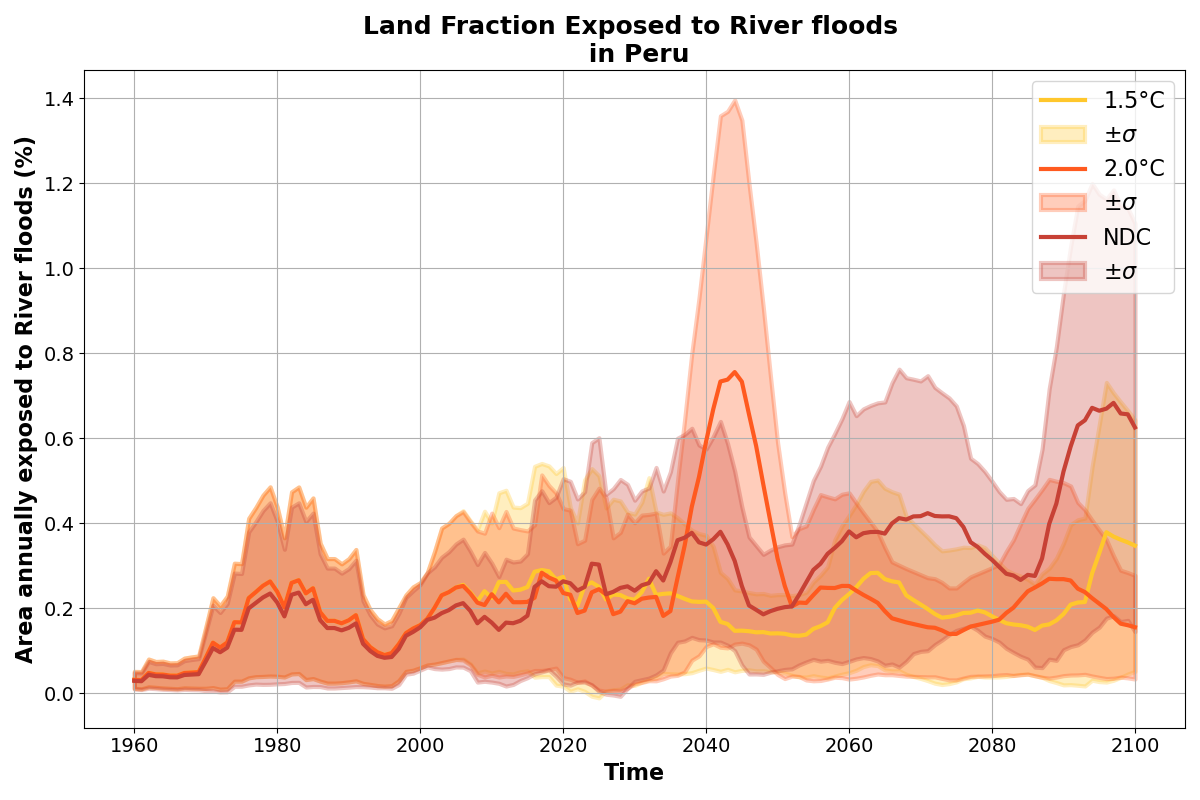 Land Fraction Exposed to River floods
in Peru
Area annually exposed to River floods (%)
1.4
1.2
1.0
0.8
0.6
0.4
0.2
0.0
1960
1980
2000
2020
2040
2060
2080
2100
Time
1.5°C
±σ
2.0°C
±σ
NDC
±σ